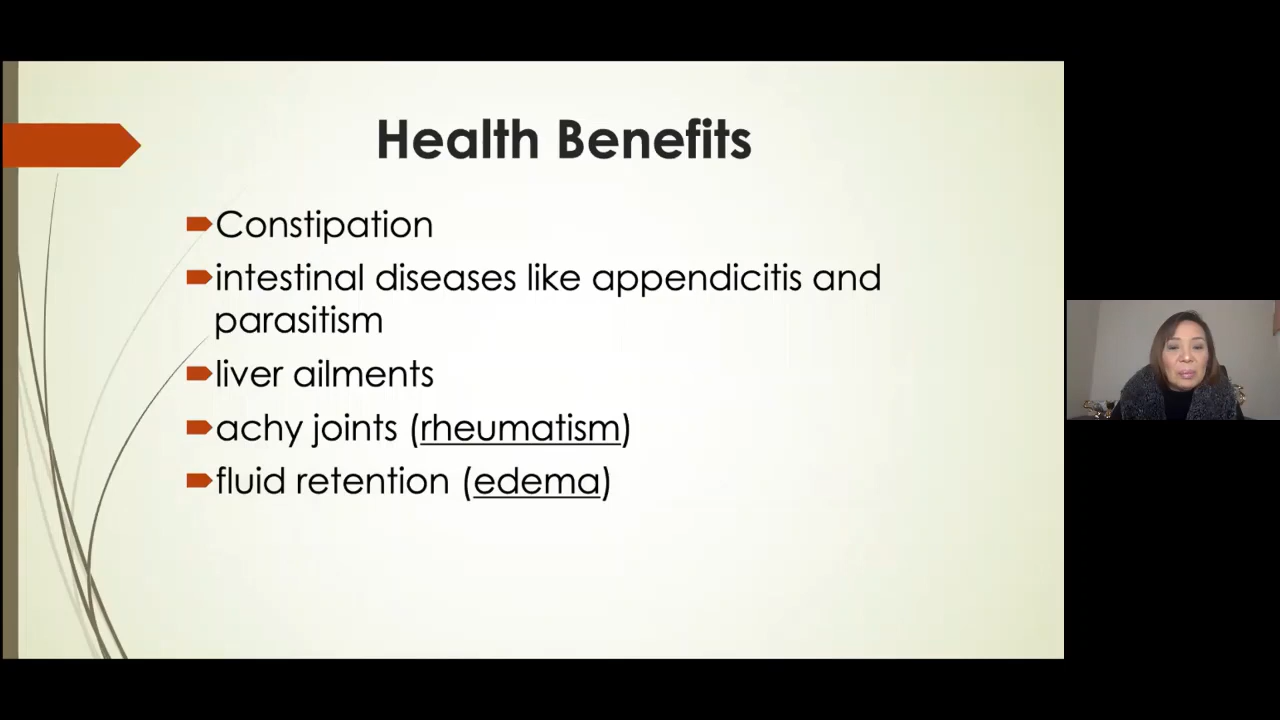 Health Benefits
Constipation
intestinal diseases like appendicitis and
parasitism
liver ailments
achy joints (rheumatism)
fluid retention (edema)